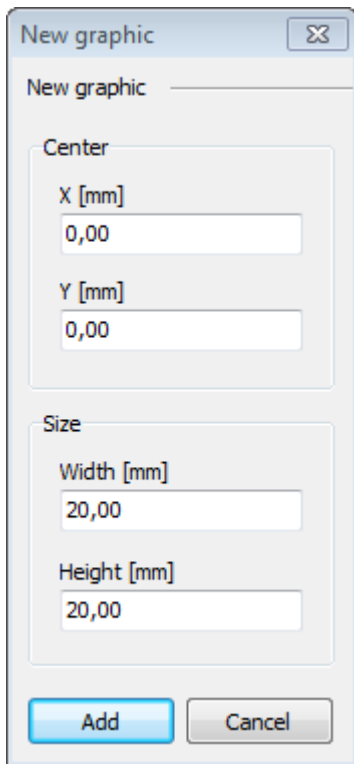 New graphic
New graphic
Center
X [mm]
0,00
Y [mm]
0,00
Size
Width [mm]
20,00
Height [mm]
20,00
Add Cancel